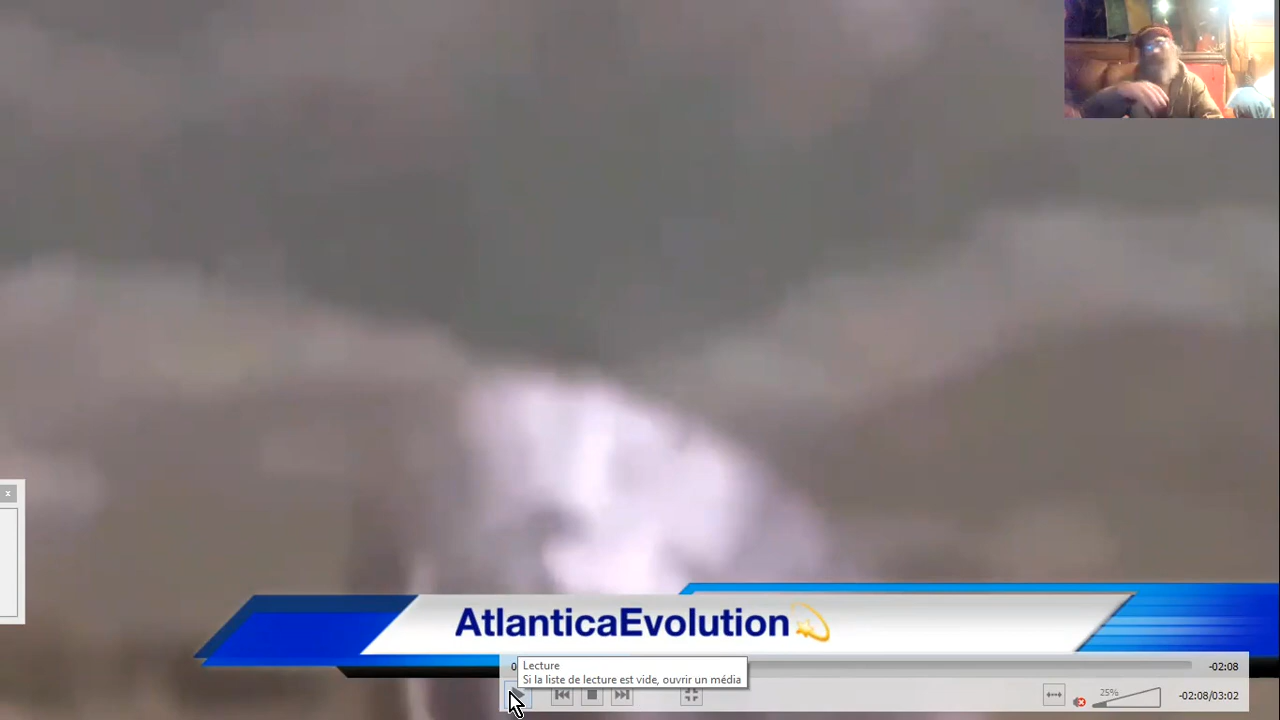 AtlanticaEvolution💫
Lecture
Si la liste de lecture est vide, ouvrir un média
-02:08
25%
-02:08/03:02